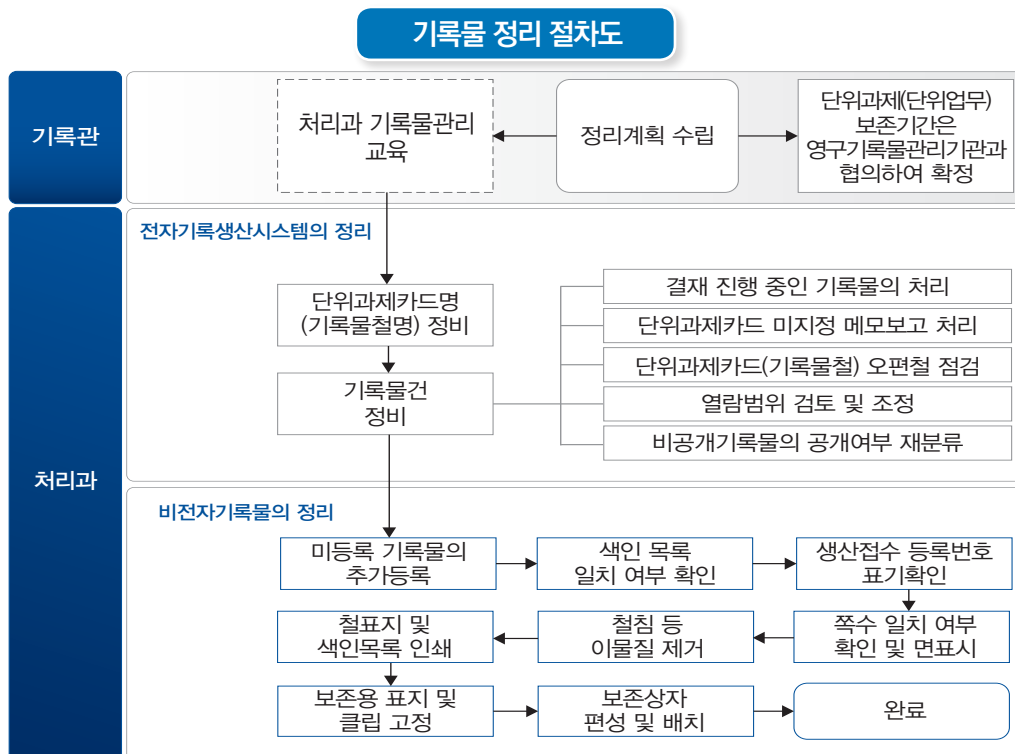 기록물 정리 절차도
기록관
처리과 기록물관리
교육
정리계획 수립
단위과제(단위업무)
보존기간은
영구기록물관리기관과
협의하여 확정
처리과
전자기록생산시스템의 정리
단위과제카드명
(기록물철명) 정비
기록물건
정비
결재 진행 중인 기록물의 처리
단위과제카드 미지정 메모보고 처리
단위과제카드(기록물철) 오편철 점검
열람범위 검토 및 조정
비공개기록물의 공개여부 재분류
비전자기록물의 정리
미등록 기록물의
추가등록
색인 목록
일치 여부 확인
생산접수 등록번호
표기확인
쪽수 일치 여부
확인 및 면표시
철침 등
이물질 제거
철표지 및
색인목록 인쇄
보존용 표지 및
클립 고정
보존상자
편성 및 배치
완료